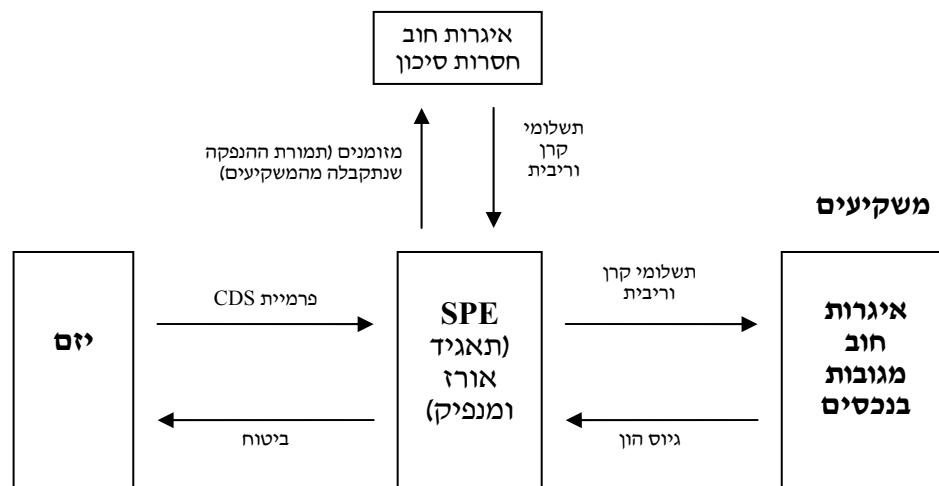 איגרות חוב
חסרות סיכון
מזומנים (תמורת ההנפקה
שנתקבלה מהמשקיעים)
תשלומי
קרן
וריבית
משקיעים
יזם
פרמיית CDS
ביטוח
SPE
(תאגיד
אורז
ומנפיק)
תשלומי קרן
וריבית
גיוס הון
איגרות
חוב
מגובות
בנכסים